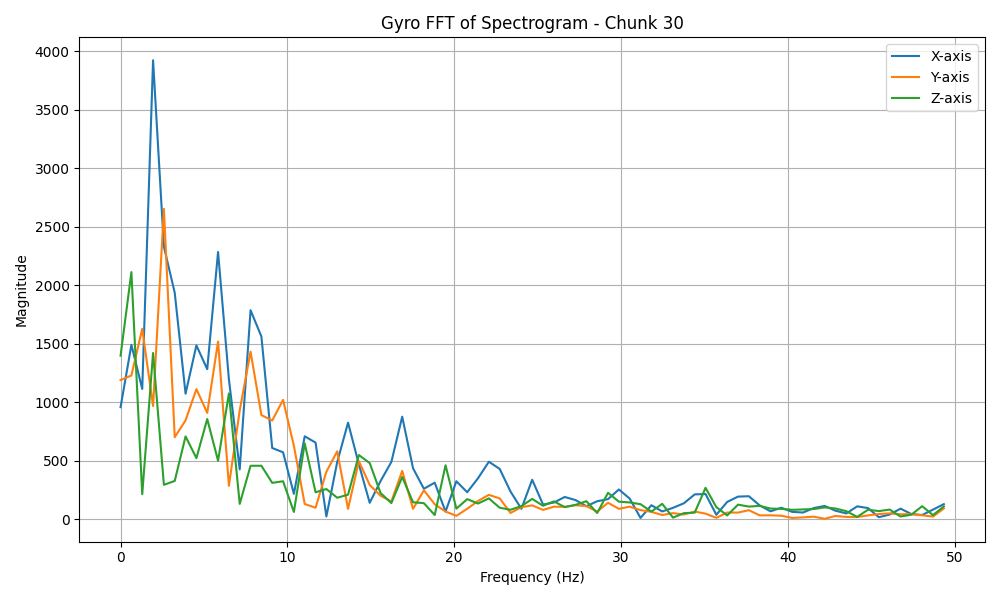 Gyro FFT of Spectrogram - Chunk 30
X-axis
Y-axis
Z-axis
4000
3500
3000
2500
2000
1500
1000
500
0
Magnitude
0 10 20 30 40 50
Frequency (Hz)